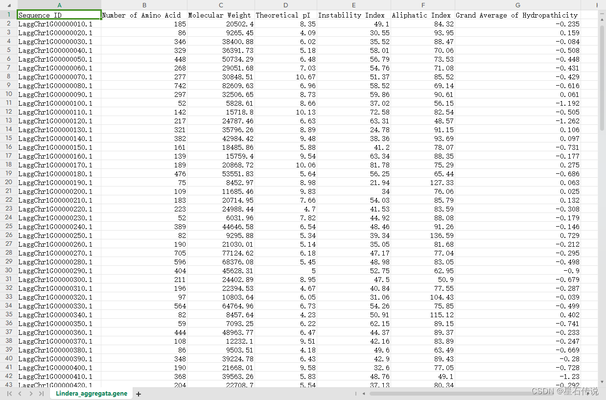 A B C D E F G
1 Sequence ID Number of Amino Acid Molecular Weight Theoretical pI Instability Index Aliphatic Index Grand Average of Hydropathicity
2 LaggChr1G00000010.1 185 20502.4 8.35 49.1 84.32 -0.235
3 LaggChr1G00000020.1 86 9265.45 4.09 30.55 93.95 0.159
4 LaggChr1G00000030.1 346 38400.88 6.02 35.52 88.47 -0.084
5 LaggChr1G00000040.1 329 36391.73 5.18 58.01 70.06 -0.508
6 LaggChr1G00000050.1 448 50734.29 6.48 56.79 73.53 -0.448
7 LaggChr1G00000060.1 268 29051.68 7.03 54.76 71.08 -0.431
8 LaggChr1G00000070.1 277 30848.51 10.67 51.37 85.52 -0.429
9 LaggChr1G00000080.1 742 82609.63 6.96 58.52 69.14 -0.616
10 LaggChr1G00000090.1 297 32506.65 8.73 59.86 90.61 0.061
11 LaggChr1G00000100.1 52 5828.61 8.66 37.02 56.15 -1.192
12 LaggChr1G00000110.1 142 15718.8 10.13 72.58 82.54 -0.505
13 LaggChr1G00000120.1 217 24787.46 6.63 63.31 48.57 -1.262
14 LaggChr1G00000130.1 321 35796.26 8.89 24.78 91.15 0.106
15 LaggChr1G00000140.1 382 42984.42 9.48 38.36 93.69 0.097
16 LaggChr1G00000150.1 161 18485.86 5.88 41.2 78.07 -0.731
17 LaggChr1G00000160.1 139 15759.4 9.54 63.34 88.35 -0.177
18 LaggChr1G00000170.1 189 20868.72 10.06 81.78 75.29 0.275
19 LaggChr1G00000180.1 476 53551.83 5.64 56.25 65.44 -0.686
20 LaggChr1G00000190.1 75 8452.97 8.98 21.94 127.33 0.063
21 LaggChr1G00000200.1 109 11685.46 9.83 34 76.06 0.025
22 LaggChr1G00000210.1 183 20714.95 7.66 54.03 85.79 0.132
23 LaggChr1G00000220.1 223 24988.44 4.7 41.53 83.59 -0.308
24 LaggChr1G00000230.1 52 6031.96 7.82 44.92 88.08 -0.179
25 LaggChr1G00000240.1 389 44646.58 6.54 48.46 91.26 -0.146
26 LaggChr1G00000250.1 82 9295.88 5.34 39.34 136.59 0.729
27 LaggChr1G00000260.1 190 21030.01 5.14 35.05 81.68 -0.212
28 LaggChr1G00000270.1 705 77124.62 6.18 47.17 77.04 -0.295
29 LaggChr1G00000280.1 596 68376.08 5.45 48.98 83.05 -0.498
30 LaggChr1G00000290.1 404 45628.31 5 52.75 62.95 -0.9
31 LaggChr1G00000300.1 211 24402.89 8.95 47.5 50.9 -0.679
32 LaggChr1G00000310.1 196 22394.53 4.67 40.84 77.55 -0.287
33 LaggChr1G00000320.1 97 10803.64 6.05 31.06 104.43 -0.039
34 LaggChr1G00000330.1 564 64764.96 6.73 54.26 75.85 -0.499
35 LaggChr1G00000340.1 82 8457.64 4.23 50.91 115.12 0.402
36 LaggChr1G00000350.1 59 7093.25 6.22 62.15 89.15 -0.741
37 LaggChr1G00000360.1 444 48963.77 6.47 44.37 89.37 -0.233
38 LaggChr1G00000370.1 108 12232.1 9.51 42.16 83.89 -0.247
39 LaggChr1G00000380.1 86 9503.51 4.18 49.6 63.49 -0.669
40 LaggChr1G00000390.1 348 39224.78 6.43 42.9 89.43 -0.28
41 LaggChr1G00000400.1 190 21668.01 9.58 32.6 77.05 -0.728
42 LaggChr1G00000410.1 368 39563.26 5.83 48.76 49.1 -1.23
43 LaggChr1G00000420.1 204 22708.7 5.54 37.13 80.34 -0.292
Lindera_aggregata.gene +
CSDN @星石传说